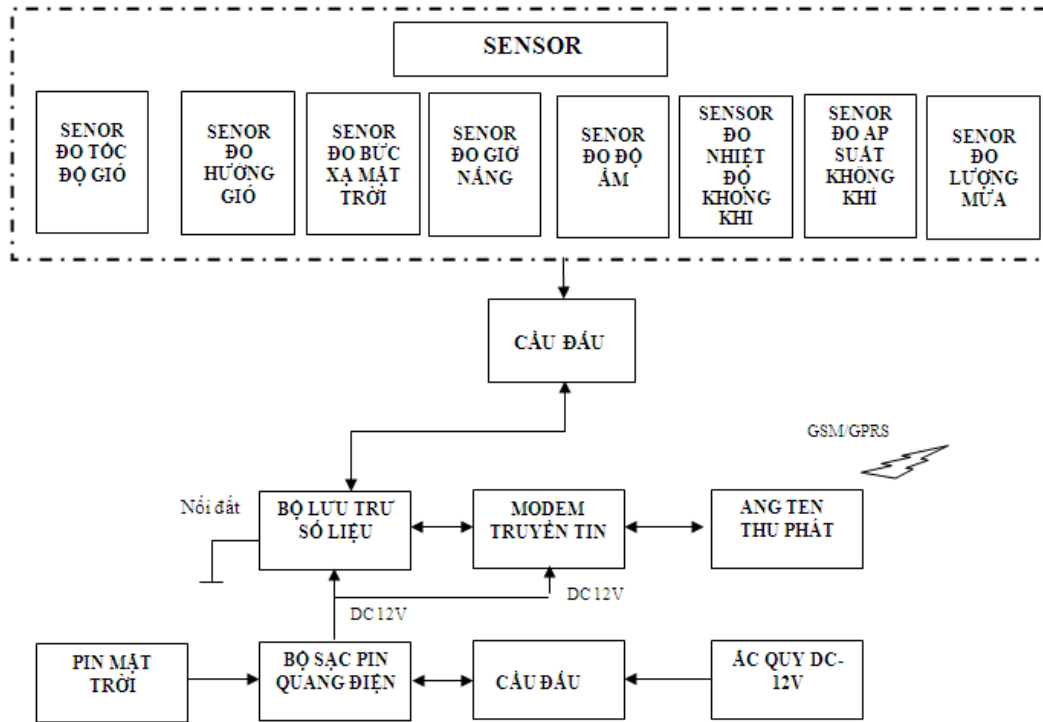 SENSOR
SENOR
ĐO TỐC
ĐỘ GIÓ
SENOR
ĐO
HƯỚNG
GIÓ
SENOR
ĐO BỨC
XẠ MẶT
TRỜI
SENOR
ĐO GIỜ
NẮNG
SENOR
ĐO ĐỘ
ẨM
SENSOR
ĐO
NHIỆT
ĐỘ
KHÔNG
KHÍ
SENOR
ĐO AP
SUẤT
KHÔNG
KHÍ
SENOR
ĐO
LƯỢNG
MƯA
CẦU ĐẤU
GSM/GPRS
Nối đất
BỘ LƯU TRƯ
SỐ LIỆU
MODEM
TRUYỀN TIN
ANG TEN
THU PHÁT
DC 12V
DC 12V
PIN MẶT
TRỜI
BỘ SẠC PIN
QUANG ĐIỆN
CẦU ĐẤU
ẮC QUY DC-
12V